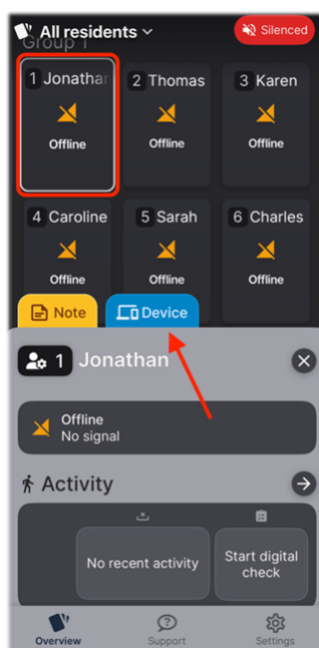 All residents
Silenced
Group 1
1 Jonathan
2 Thomas
3 Karen
Offline
Offline
Offline
4 Caroline
5 Sarah
6 Charles
Offline
Offline
Offline
Note
Device
1 Jonathan
Offline
No signal
Activity
No recent activity
Start digital
check
Overview
Support
Settings